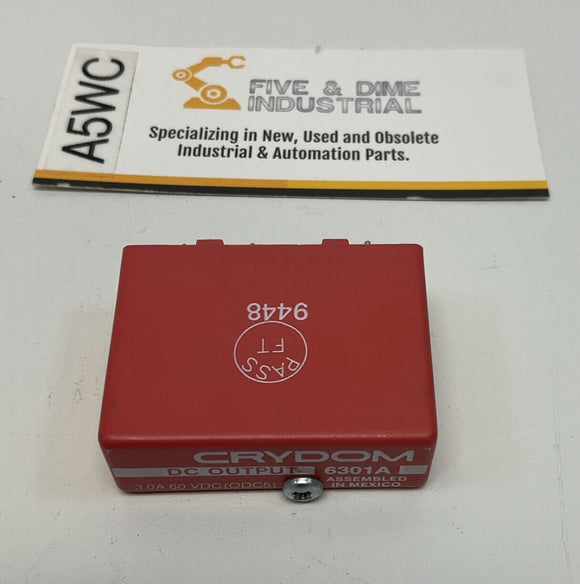 A5WC
FIVE & DIME
INDUSTRIAL
Specializing in New, Used and Obsolete
Industrial & Automation Parts.
9448
PASS
FT
CRYDOM
DC OUTPUT 6301A
3.0A 60 VDC (ODC5) ASSEMBLED
IN MEXICO